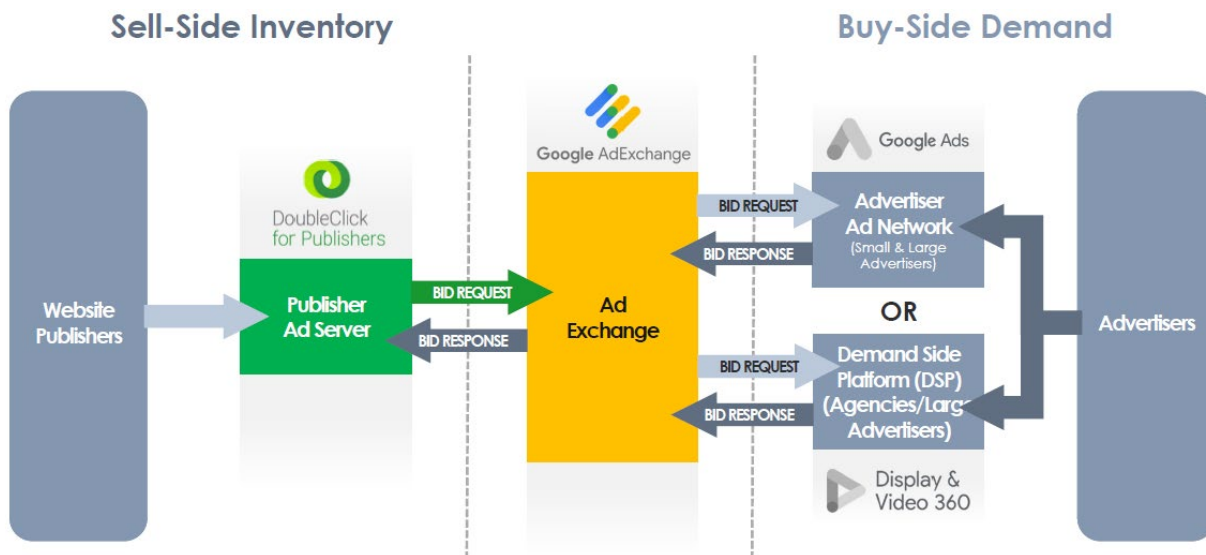 Sell-Side Inventory
Buy-Side Demand
Website
Publishers
DoubleClick
for Publishers
Publisher
Ad Server
BID REQUEST
BID RESPONSE
Google AdExchange
Ad
Exchange
BID REQUEST
BID RESPONSE
BID REQUEST
BID RESPONSE
Google Ads
Advertiser
Ad Network
(Small & Large
Advertisers)
OR
Demand Side
Platform (DSP)
(Agencies/Large
Advertisers)
Display &
Video 360
Advertisers